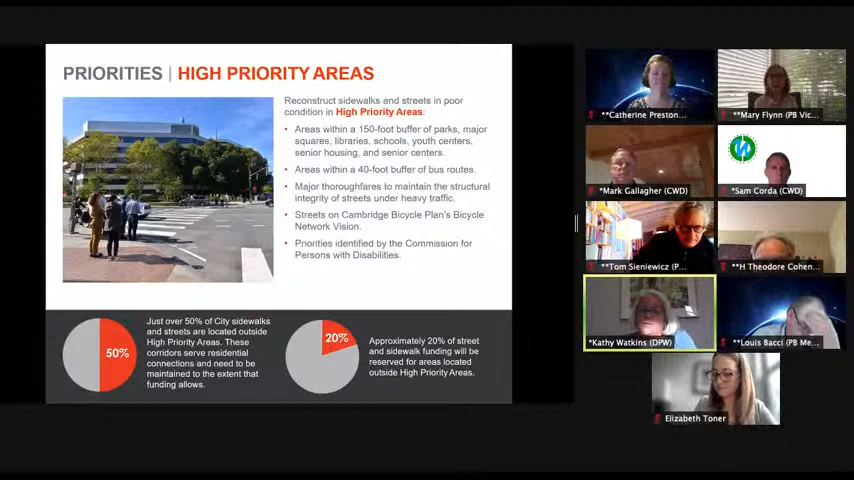 PRIORITIES | HIGH PRIORITY AREAS
Reconstruct sidewalks and streets in poor
condition in High Priority Areas:
• Areas within a 150-foot buffer of parks, major
squares, libraries, schools, youth centers,
senior housing, and senior centers.
• Areas within a 40-foot buffer of bus routes.
• Major thoroughfares to maintain the structural
integrity of streets under heavy traffic.
• Streets on Cambridge Bicycle Plan's Bicycle
Network Vision.
• Priorities identified by the Commission for
Persons with Disabilities.
50%
Just over 50% of City sidewalks
and streets are located outside
High Priority Areas. These
corridors serve residential
connections and need to be
maintained to the extent that
funding allows.
20%
Approximately 20% of street
and sidewalk funding will be
reserved for areas located
outside High Priority Areas.
**Catherine Preston...
**Mary Flynn (PB Vic...
*Mark Gallagher (CWD)
*Sam Corda (CWD)
**Tom Sieniewicz (P...
**H Theodore Cohen...
*Kathy Watkins (DPW)
**Louis Bacci (PB Me...
Elizabeth Toner